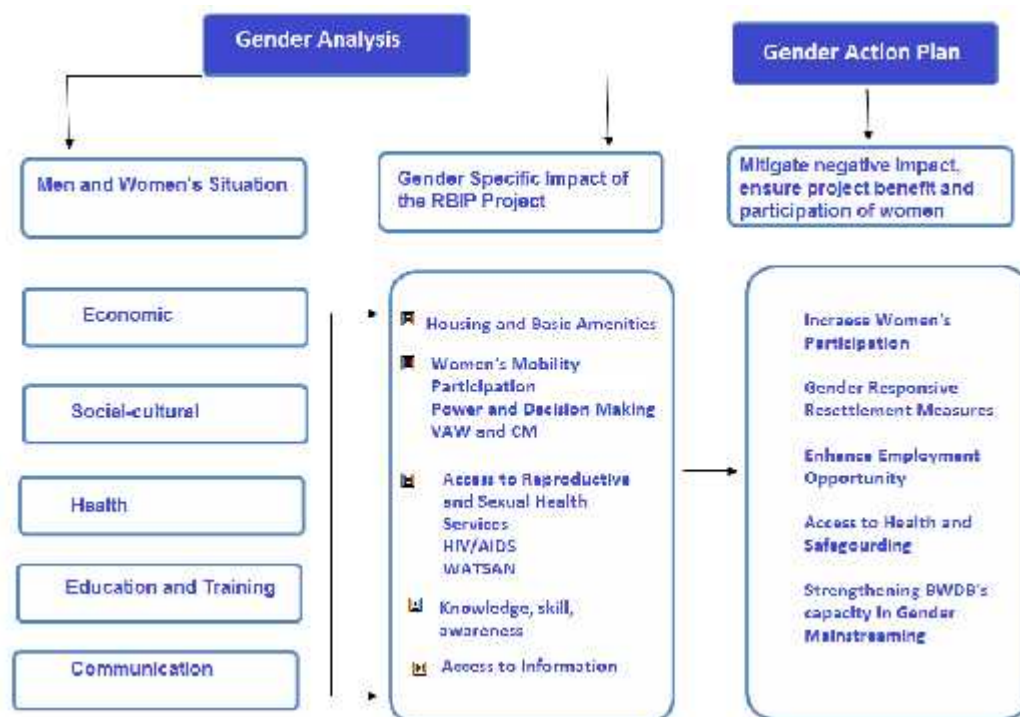 Gender Analysis
Gender Action Plan
Men and Women's Situation
Gender Specific Impact of
the RBIP Project
Mitigate negative impact,
ensure project benefit and
participation of women
Economic
Social-cultural
Health
Education and Training
Communication
Housing and Basic Amenities
Women's Mobility
Participation
Power and Decision Making
VAW and CM
Access to Reproductive
and Sexual Health
Services
HIV/AIDS
WATSAN
Knowledge, skill,
awareness
Access to Information
Incraese Women's
Participation
Gender Responsive
Resettlement Measures
Enhance Employment
Opportunity
Access to Health and
Safegourding
Strengthening BWDB's
capacity in Gender
Mainstreaming